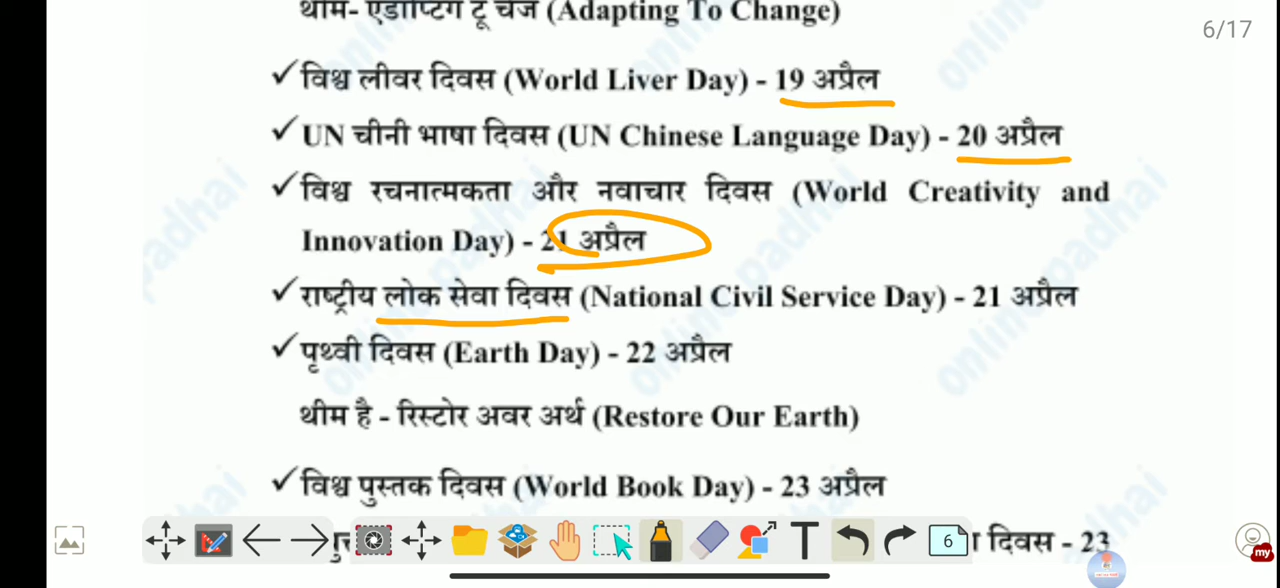 थीम- एडाप्टिंग टू चेंज (Adapting To Change)
6/17
✓ विश्व लीवर दिवस (World Liver Day) - 19 अप्रैल
✓ UN चीनी भाषा दिवस (UN Chinese Language Day) - 20 अप्रैल
✓ विश्व रचनात्मकता और नवाचार दिवस (World Creativity and
Innovation Day) - 21 अप्रैल
✓ राष्ट्रीय लोक सेवा दिवस (National Civil Service Day) - 21 अप्रैल
✓ पृथ्वी दिवस (Earth Day) - 22 अप्रैल
थीम है - रिस्टोर अवर अर्थ (Restore Our Earth)
✓ विश्व पुस्तक दिवस (World Book Day) - 23 अप्रैल
दिवस - 23
T
6
my